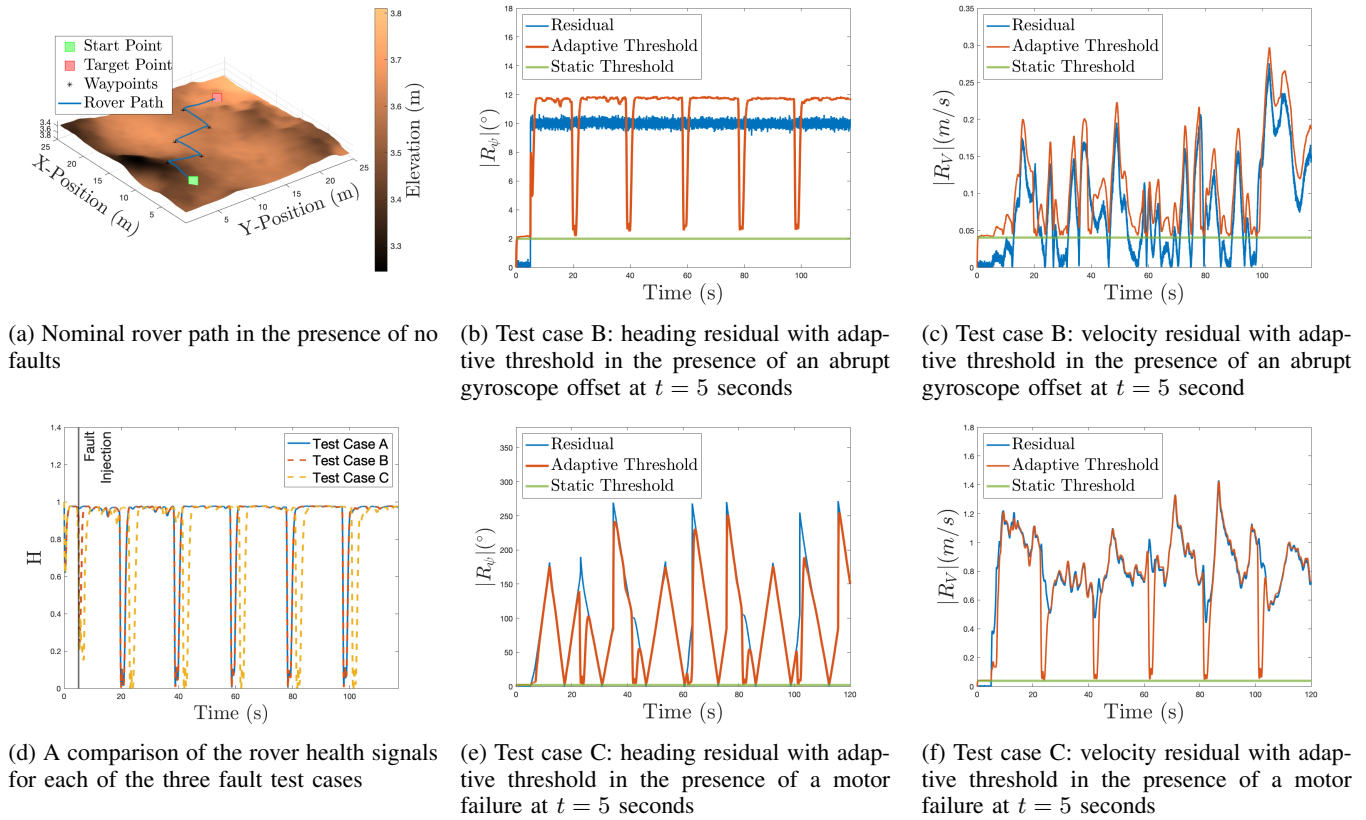 Start Point
Target Point
Waypoints
Rover Path
3.4
3.6
3.8
25
20
15
10
5
X-Position (m)
5
10
15
20
25
Y-Position (m)
3.8
3.7
3.6
3.5
3.4
3.3
Elevation (m)
(a) Nominal rover path in the presence of no
faults
18
16
14
12
10
8
6
4
2
0
|R_ψ|(°)
Residual
Adaptive Threshold
Static Threshold
0 20 40 60 80 100
Time (s)
(b) Test case B: heading residual with adap-
tive threshold in the presence of an abrupt
gyroscope offset at t = 5 seconds
0.35
0.3
0.25
0.2
0.15
0.1
0.05
0
|R_V|(m/s)
Residual
Adaptive Threshold
Static Threshold
0 20 40 60 80 100
Time (s)
(c) Test case B: velocity residual with adap-
tive threshold in the presence of an abrupt
gyroscope offset at t = 5 second
1.4
1.2
1
0.8
0.6
0.4
0.2
0
H
Fault
Injection
Test Case A
Test Case B
Test Case C
0 20 40 60 80 100
Time (s)
(d) A comparison of the rover health signals
for each of the three fault test cases
350
300
250
200
150
100
50
0
|R_ψ|(°)
Residual
Adaptive Threshold
Static Threshold
0 20 40 60 80 100 120
Time (s)
(e) Test case C: heading residual with adap-
tive threshold in the presence of a motor
failure at t = 5 seconds
1.8
1.6
1.4
1.2
1
0.8
0.6
0.4
0.2
0
|R_V|(m/s)
Residual
Adaptive Threshold
Static Threshold
0 20 40 60 80 100 120
Time (s)
(f) Test case C: velocity residual with adap-
tive threshold in the presence of a motor
failure at t = 5 seconds